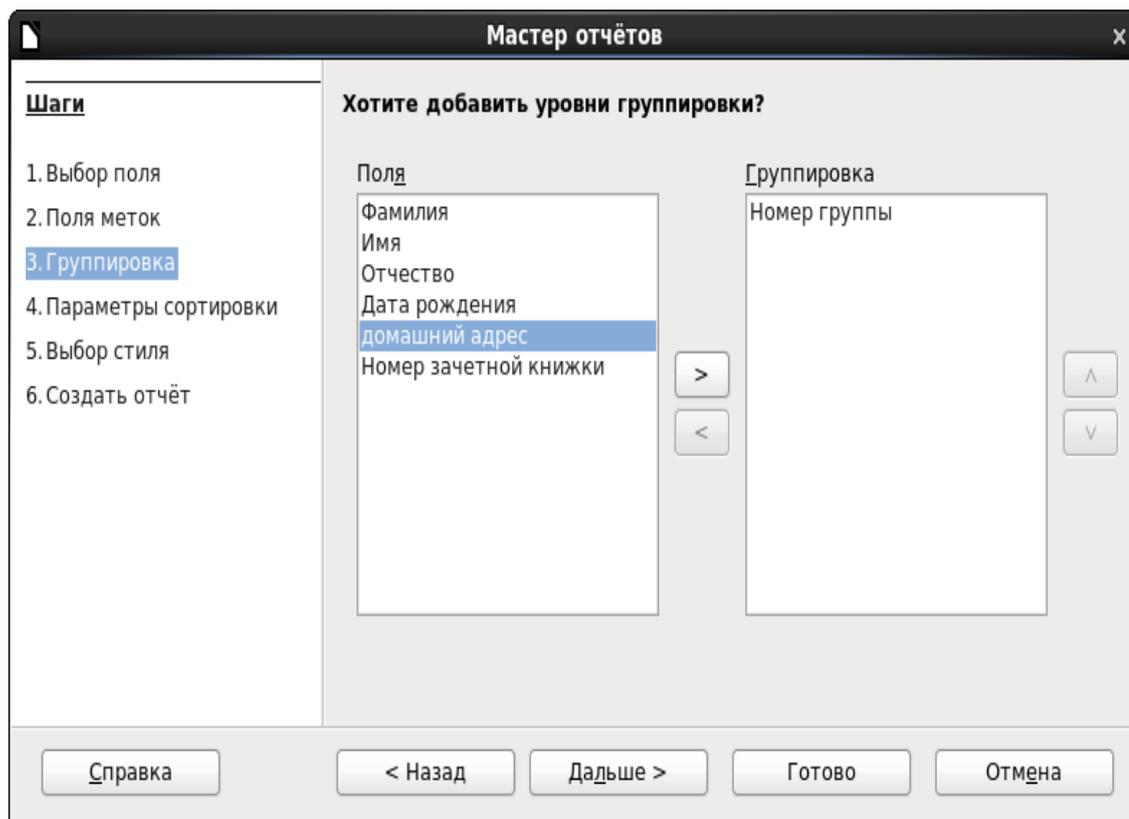 Мастер отчётов
x
Шаги
1. Выбор поля
2. Поля меток
3. Группировка
4. Параметры сортировки
5. Выбор стиля
6. Создать отчёт
Хотите добавить уровни группировки?
Поля
Фамилия
Имя
Отчество
Дата рождения
домашний адрес
Номер зачетной книжки
>
<
Группировка
Номер группы
Справка
< Назад
Дальше >
Готово
Отмена